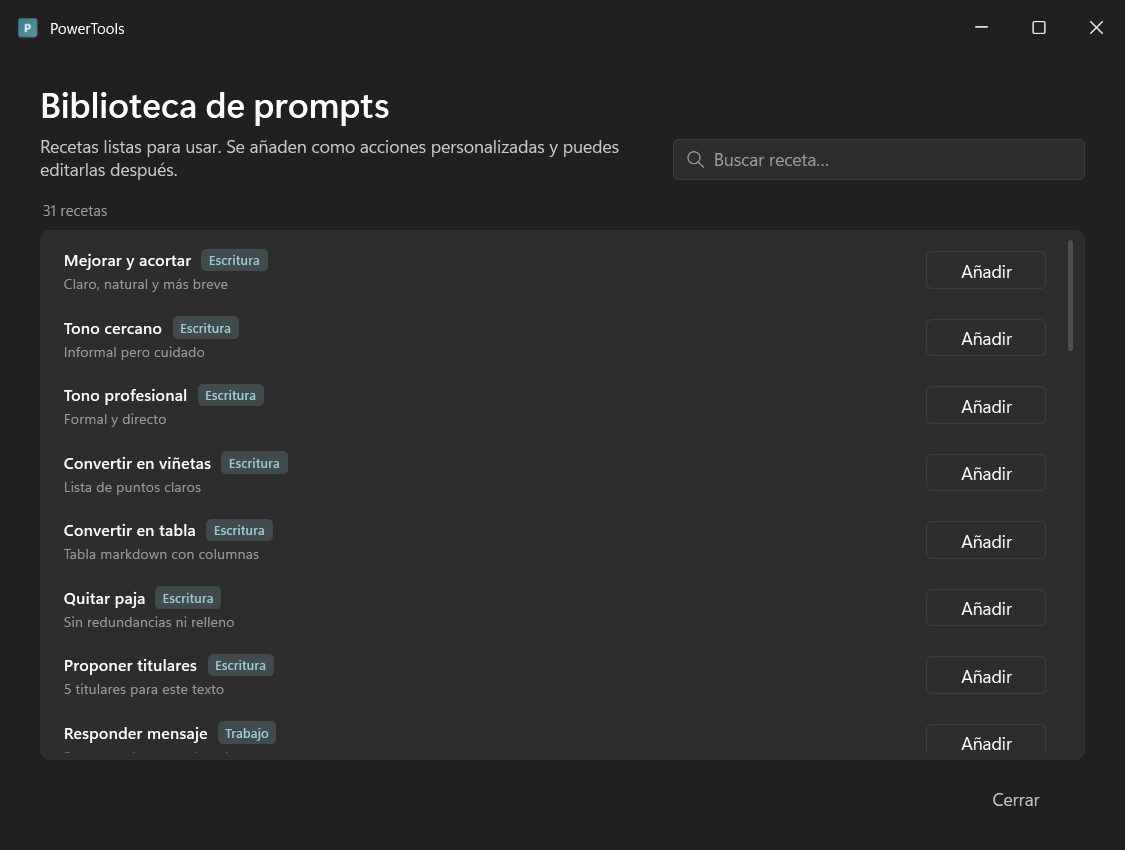 P PowerTools
Biblioteca de prompts
Recetas listas para usar. Se añaden como acciones personalizadas y puedes
editarlas después.
Buscar receta...
31 recetas
Mejorar y acortar Escritura
Claro, natural y más breve
Añadir
Tono cercano Escritura
Informal pero cuidado
Añadir
Tono profesional Escritura
Formal y directo
Añadir
Convertir en viñetas Escritura
Lista de puntos claros
Añadir
Convertir en tabla Escritura
Tabla markdown con columnas
Añadir
Quitar paja Escritura
Sin redundancias ni relleno
Añadir
Proponer titulares Escritura
5 titulares para este texto
Añadir
Responder mensaje Trabajo
Añadir
Cerrar